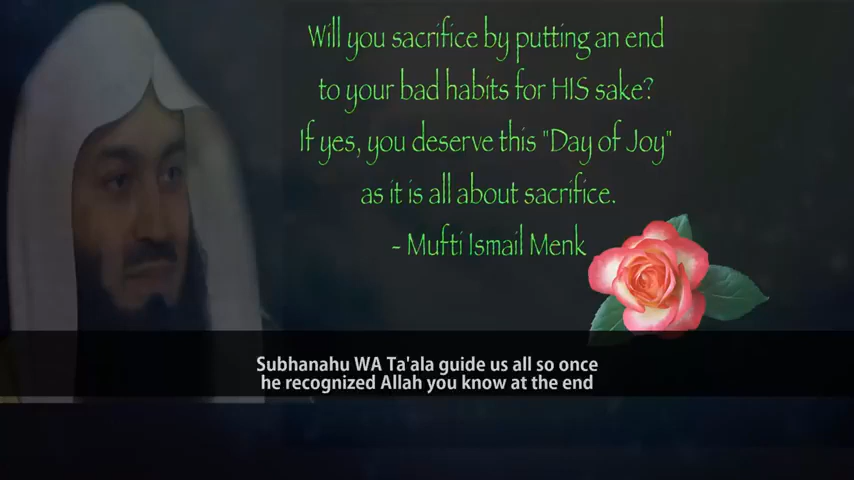 Will you sacrifice by putting an end
to your bad habits for HIS sake?
If yes, you deserve this "Day of Joy"
as it is all about sacrifice.
- Mufti Ismail Menk
Subhanahu WA Ta'ala guide us all so once
he recognized Allah you know at the end